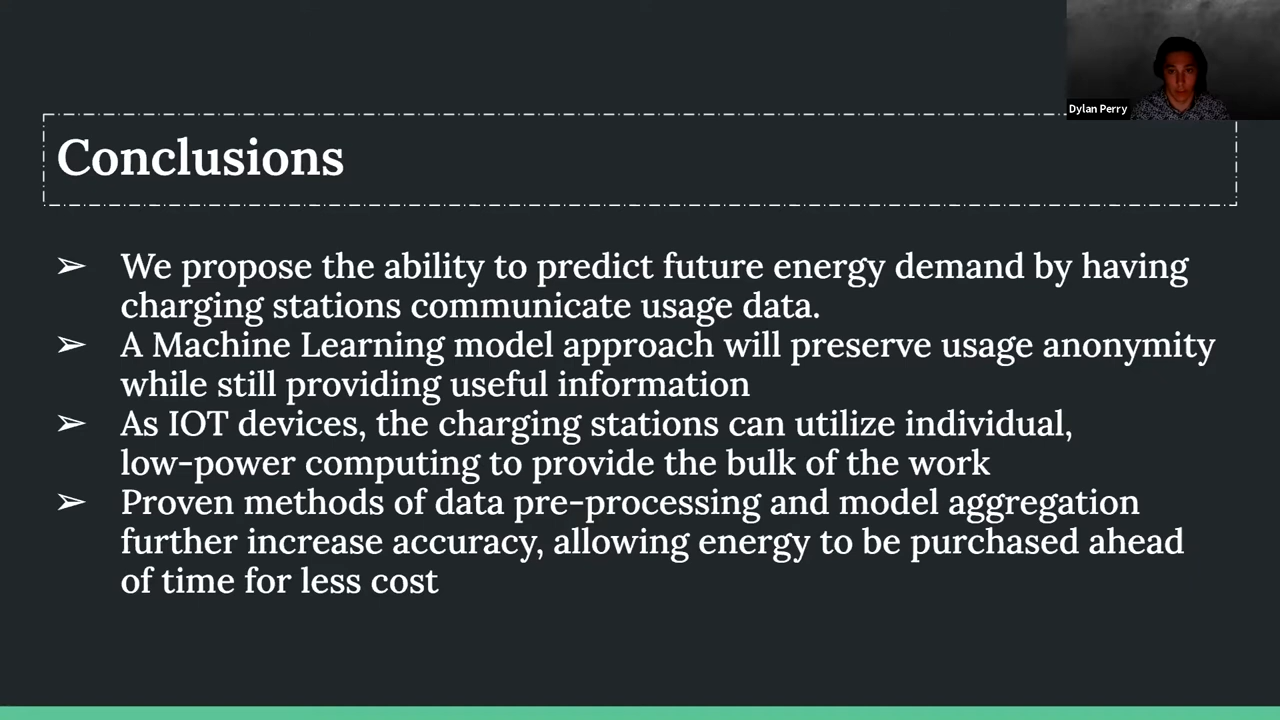 Dylan Perry
Conclusions
➢ We propose the ability to predict future energy demand by having
charging stations communicate usage data.
➢ A Machine Learning model approach will preserve usage anonymity
while still providing useful information
➢ As IOT devices, the charging stations can utilize individual,
low-power computing to provide the bulk of the work
➢ Proven methods of data pre-processing and model aggregation
further increase accuracy, allowing energy to be purchased ahead
of time for less cost